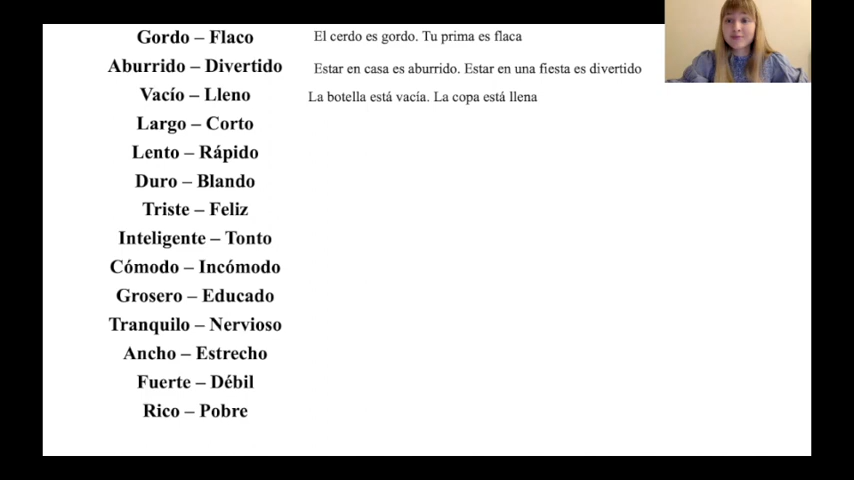 Gordo – Flaco
El cerdo es gordo. Tu prima es flaca
Aburrido – Divertido
Estar en casa es aburrido. Estar en una fiesta es divertido
Vacío – Lleno
La botella está vacía. La copa está llena
Largo – Corto
Lento – Rápido
Duro – Blando
Triste – Feliz
Inteligente – Tonto
Cómodo – Incómodo
Grosero – Educado
Tranquilo – Nervioso
Ancho – Estrecho
Fuerte – Débil
Rico – Pobre